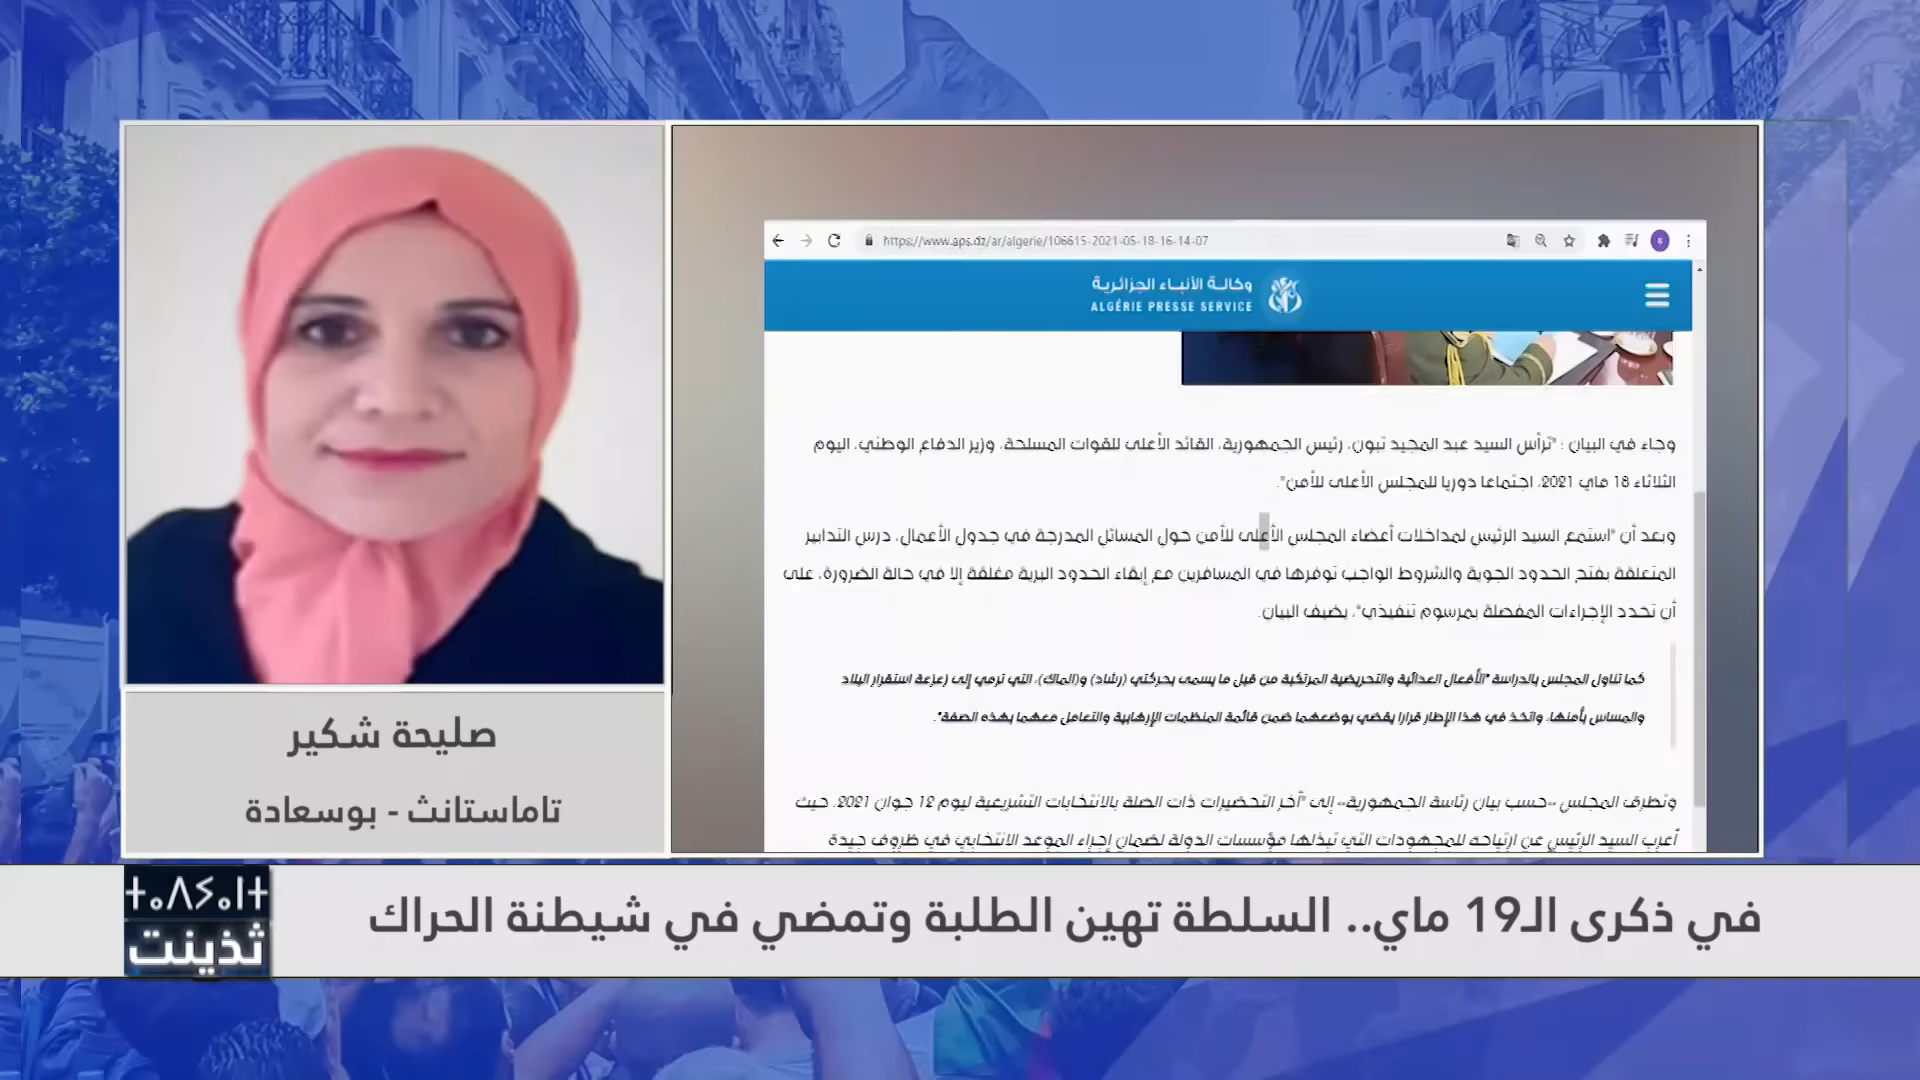 https://www.aps.dz/ar/algerie/106615-2021-05-18-16-14-07
وكالة الأنباء الجزائرية
ALGÉRIE PRESSE SERVICE
وجاء في البيان : "ترأس السيد عبد المجيد تبون، رئيس الجمهورية، القائد الأعلى للقوات المسلحة، وزير الدفاع الوطني، اليوم
الثلاثاء 18 ماي 2021، اجتماعا دوريا للمجلس الأعلى للأمن".
وبعد أن "استمع السيد الرئيس لمداخلات أعضاء المجلس الأعلى للأمن حول المسائل المدرجة في جدول الأعمال، درس التدابير
المتعلقة بفتح الحدود الجوية والشروط الواجب توفرها في المسافرين مع إبقاء الحدود البرية مغلقة إلا في حالة الضرورة، على
أن تحدد الإجراءات المفصلة بمرسوم تنفيذي"، يضيف البيان.
كما تناول المجلس بالدراسة "الأفعال العدائية والتحريضية المرتكبة من قبل ما يسمى بحركتي (رشاد) و(الماك)، التي ترمي إلى زعزعة استقرار البلاد
والمساس بأمنها، واتخذ في هذا الإطار قرارا يقضي بوضعهما ضمن قائمة المنظمات الإرهابية والتعامل معهما بهذه الصفة".
وتطرق المجلس --حسب بيان رئاسة الجمهورية-- إلى "آخر التحضيرات ذات الصلة بالانتخابات التشريعية ليوم 12 جوان 2021، حيث
أعرب السيد الرئيس عن ارتياحه للمجهودات التي تبذلها مؤسسات الدولة لضمان إجراء الموعد الانتخابي في ظروف جيدة
صليحة شكير
تاماستانث - بوسعادة
في ذكرى الـ19 ماي.. السلطة تهين الطلبة وتمضي في شيطنة الحراك
ⵜⴰⴷⵢⴰⵏⵜ
ثذينت